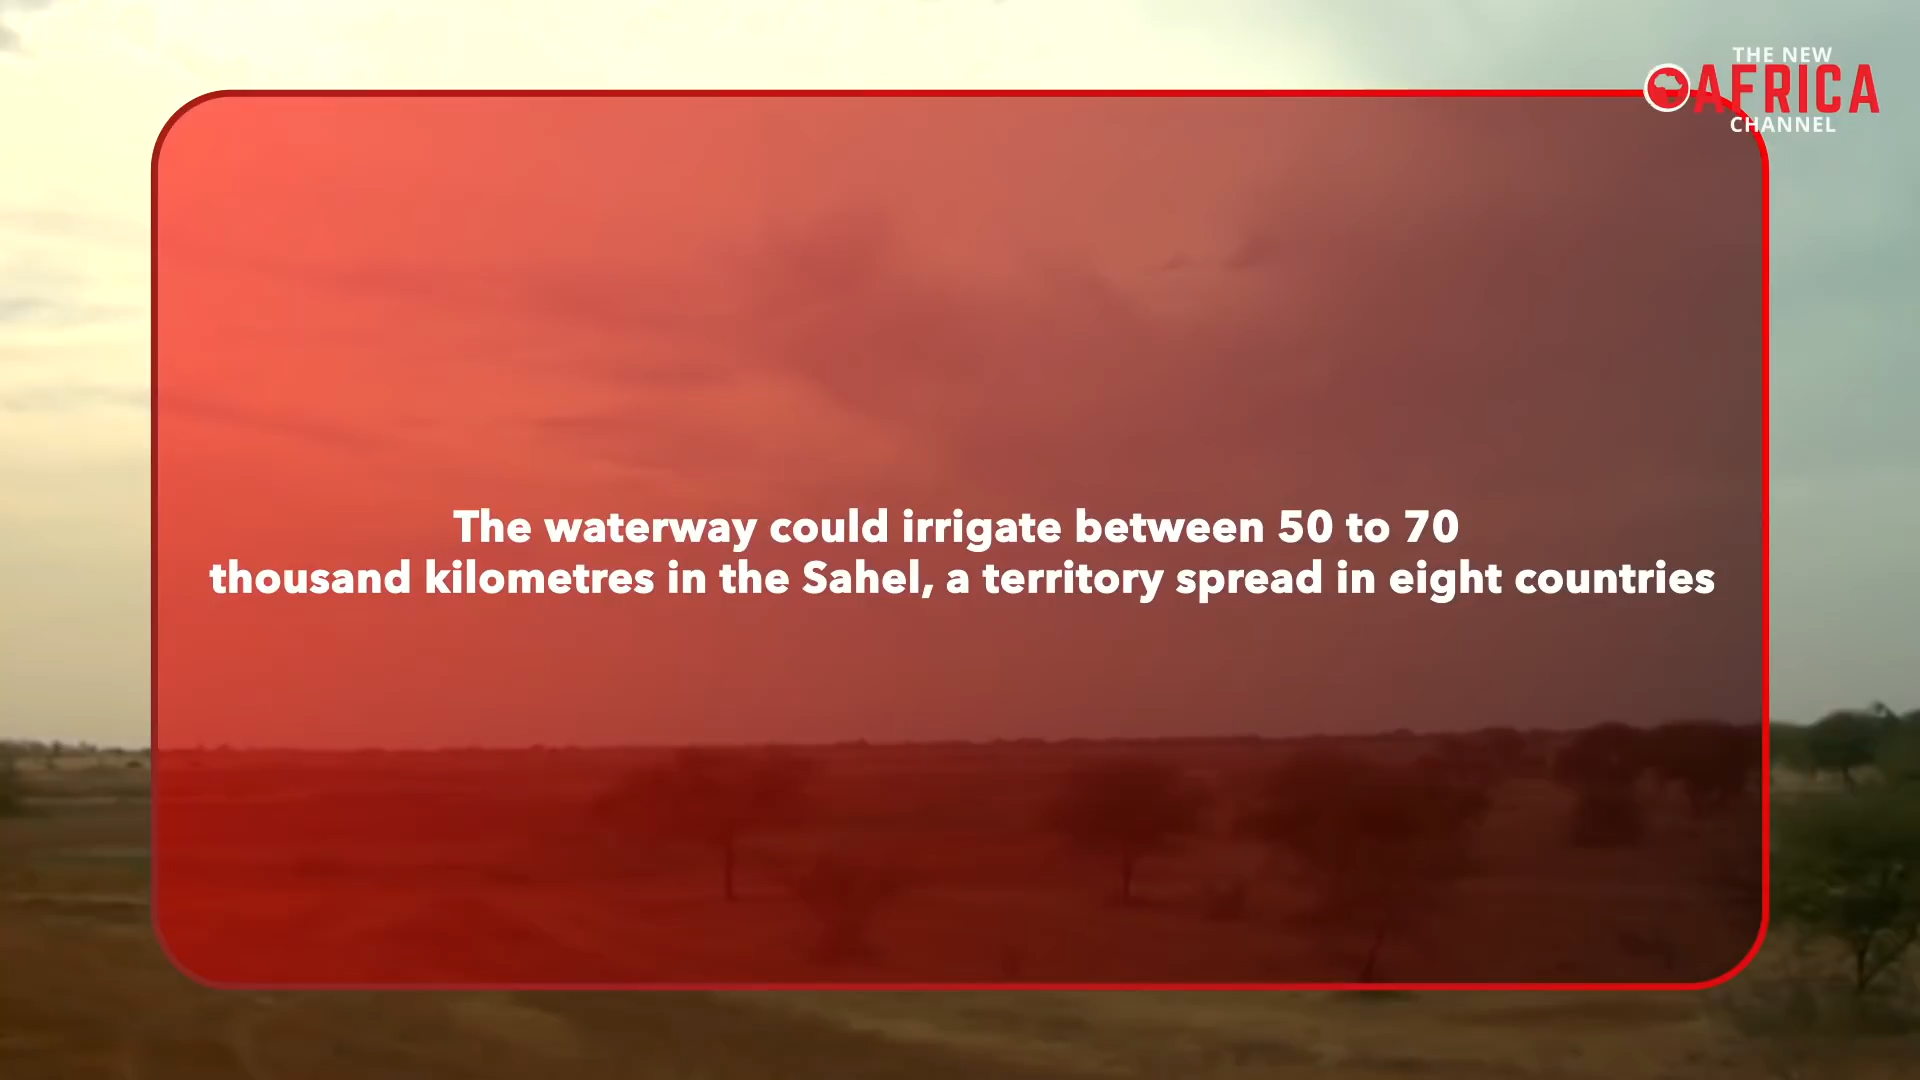 THE NEW
AFRICA
CHANNEL
The waterway could irrigate between 50 to 70
thousand kilometres in the Sahel, a territory spread in eight countries